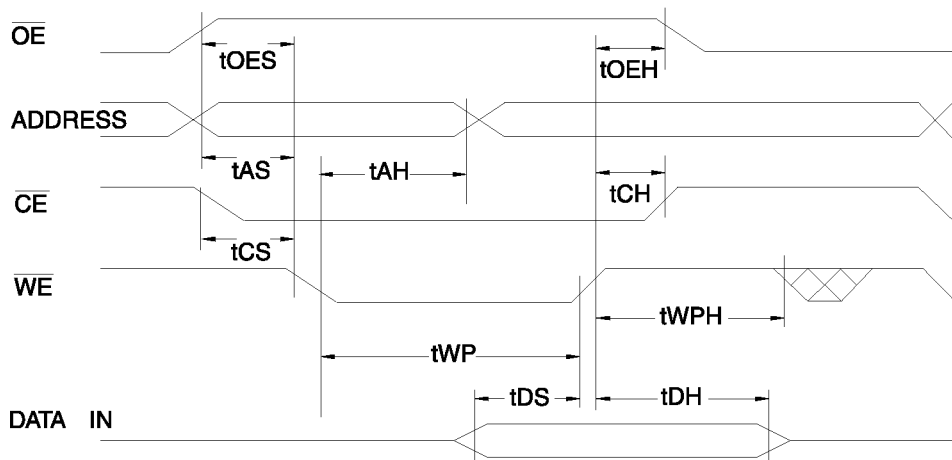 OE
tOES
tOEH
ADDRESS
tAS
tAH
tCH
CE
tCS
WE
tWPH
tWP
tDS
tDH
DATA IN